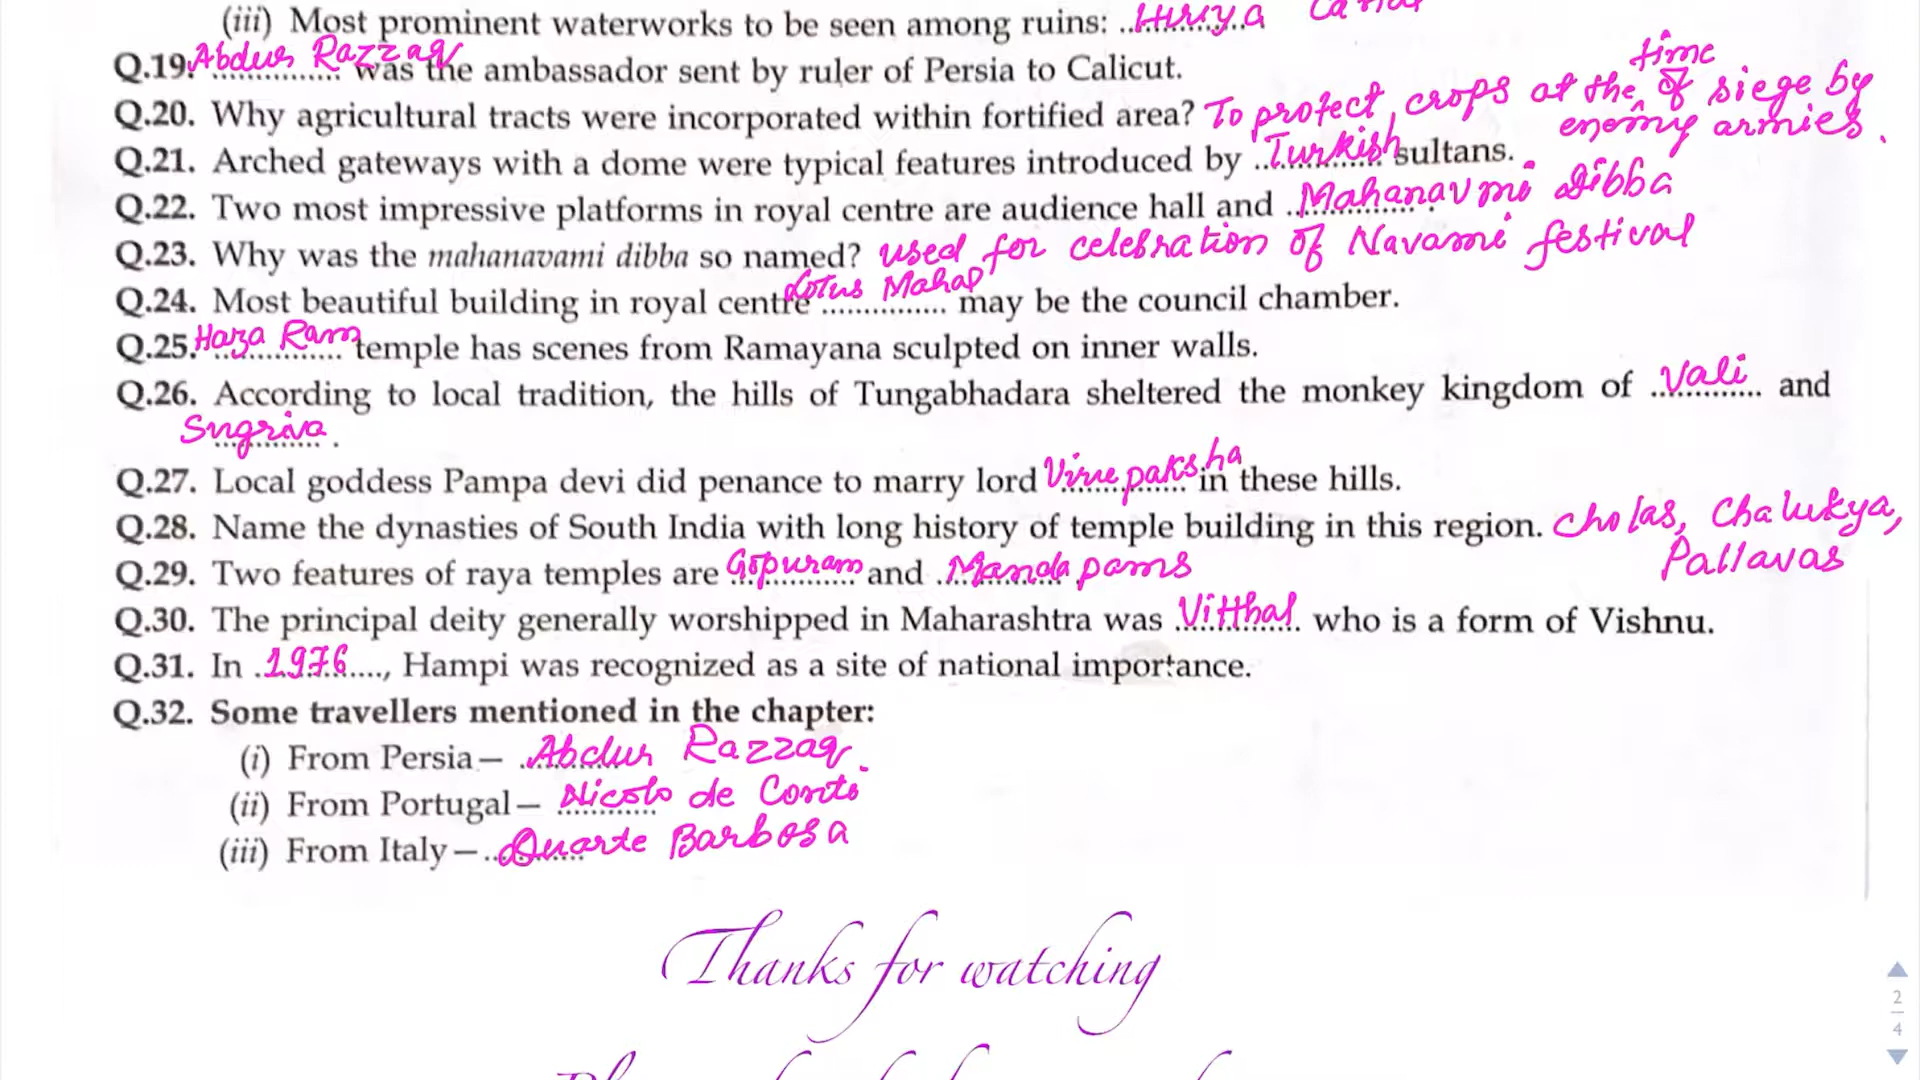 (iii) Most prominent waterworks to be seen among ruins: ..Hiriya
Q.19. Abdur Razzaq was the ambassador sent by ruler of Persia to Calicut.
Q.20. Why agricultural tracts were incorporated within fortified area? To protect crops at the time of siege by
enemy armies.
Q.21. Arched gateways with a dome were typical features introduced by ..Turkish sultans.
Q.22. Two most impressive platforms in royal centre are audience hall and ..Mahanavmi Dibba
Q.23. Why was the mahanavami dibba so named? used for celebration of Navami festival
Q.24. Most beautiful building in royal centre Lotus Mahal ............... may be the council chamber.
Q.25. Haza Ram temple has scenes from Ramayana sculpted on inner walls.
Q.26. According to local tradition, the hills of Tungabhadara sheltered the monkey kingdom of Vali and
Sugriva.
Q.27. Local goddess Pampa devi did penance to marry lord Virupaksha in these hills.
Q.28. Name the dynasties of South India with long history of temple building in this region. Cholas, Chalukya,
Pallavas
Q.29. Two features of raya temples are Gopuram and Mandapams
Q.30. The principal deity generally worshipped in Maharashtra was Vitthal who is a form of Vishnu.
Q.31. In .1976...., Hampi was recognized as a site of national importance.
Q.32. Some travellers mentioned in the chapter:
(i) From Persia – Abdur Razzaq.
(ii) From Portugal – Nicolo de Conti
(iii) From Italy – ..Duarte Barbosa
Thanks for watching
2
4